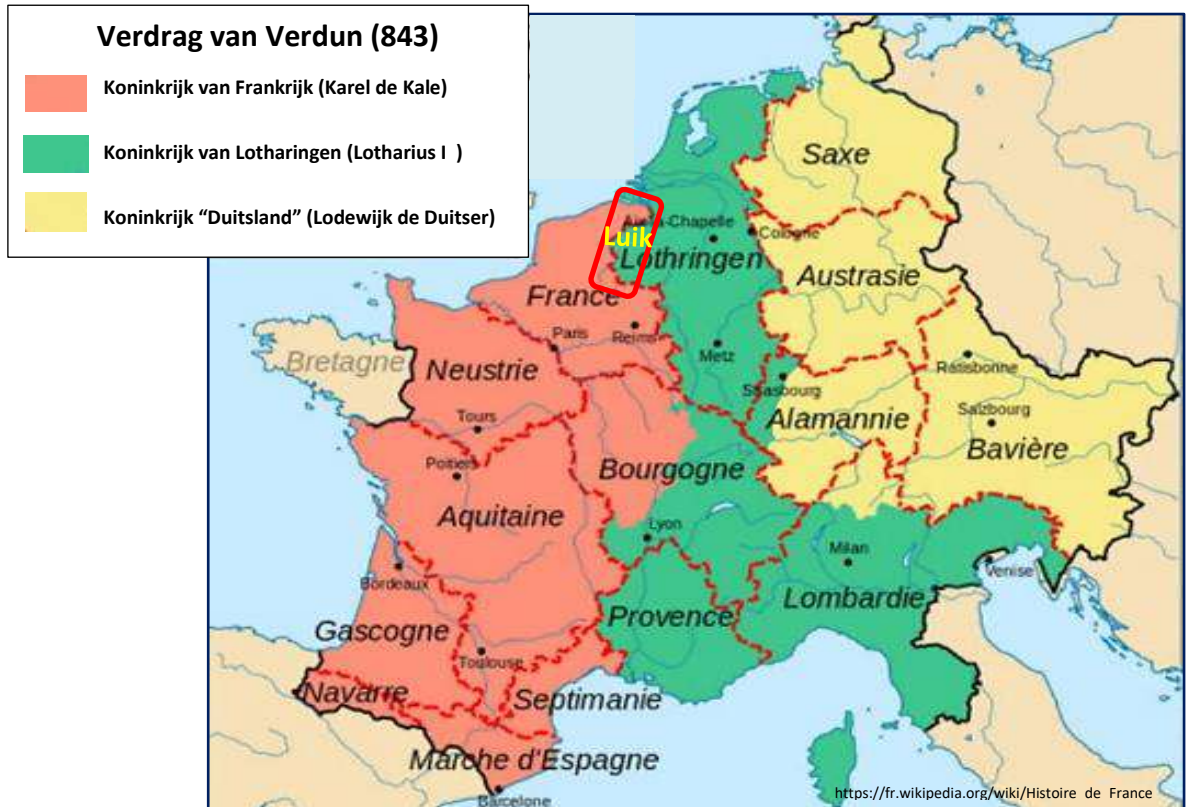 Verdrag van Verdun (843)
Koninkrijk van Frankrijk (Karel de Kale)
Koninkrijk van Lotharingen (Lotharius I )
Koninkrijk “Duitsland” (Lodewijk de Duitser)
Saxe
Aix-la-Chapelle
Cologne
Luik
Lothringen
Austrasie
France
Paris
Reims
Metz
Bretagne
Neustrie
Strasbourg
Ratisbonne
Tours
Alamannie
Salzbourg
Bavière
Poitiers
Bourgogne
Aquitaine
Lyon
Milan
Venise
Bordeaux
Provence
Lombardie
Gascogne
Toulouse
Navarre
Septimanie
Marche d'Espagne
Barcelone
https://fr.wikipedia.org/wiki/Histoire_de_France